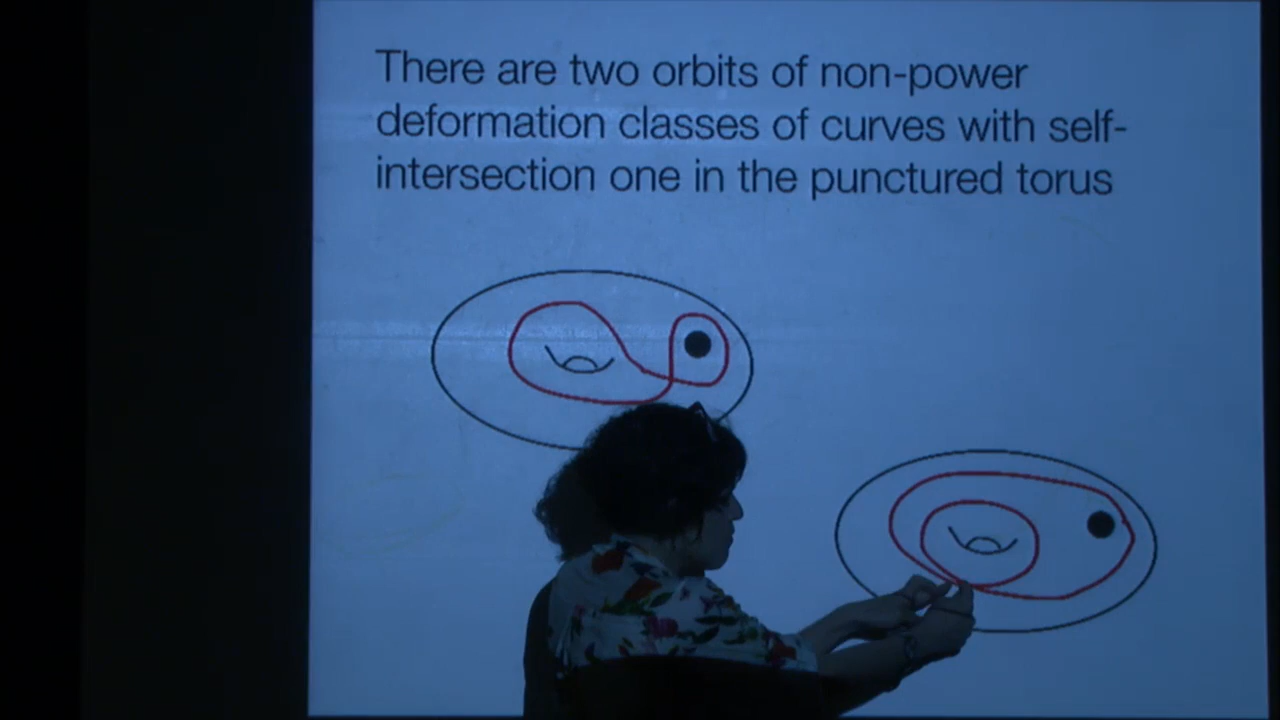 There are two orbits of non-power
deformation classes of curves with self-
intersection one in the punctured torus